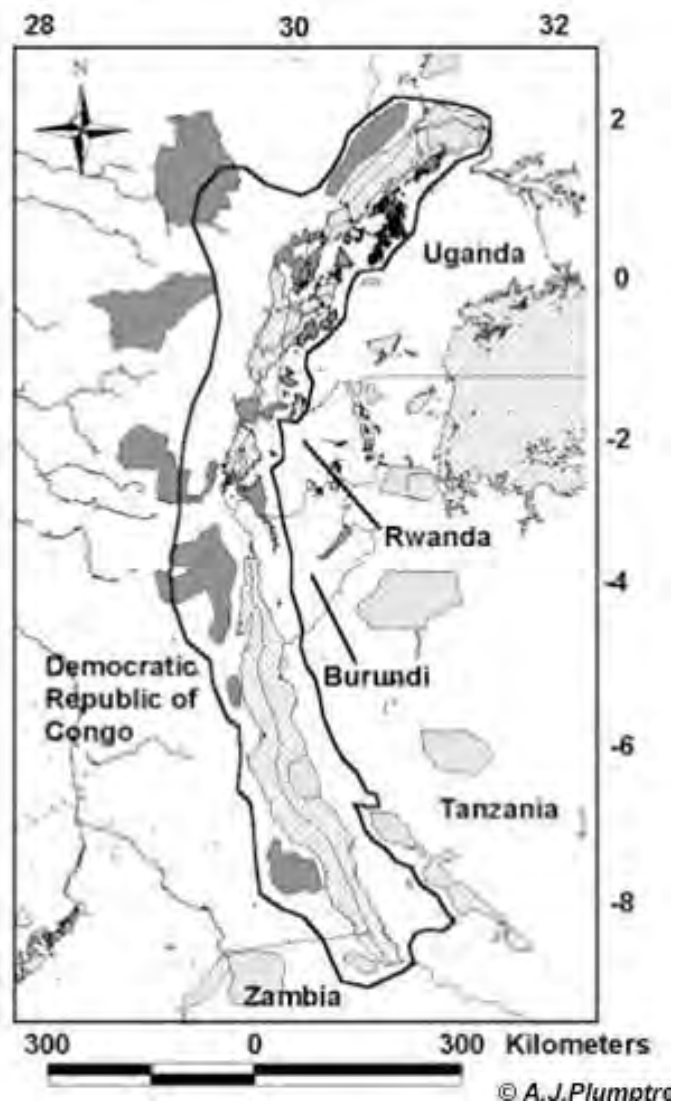 28 30 32
N
2
Uganda
0
-2
Rwanda
-4
Democratic
Republic of
Congo
Burundi
-6
Tanzania
-8
Zambia
300 0 300 Kilometers
© A.J.Plumptre